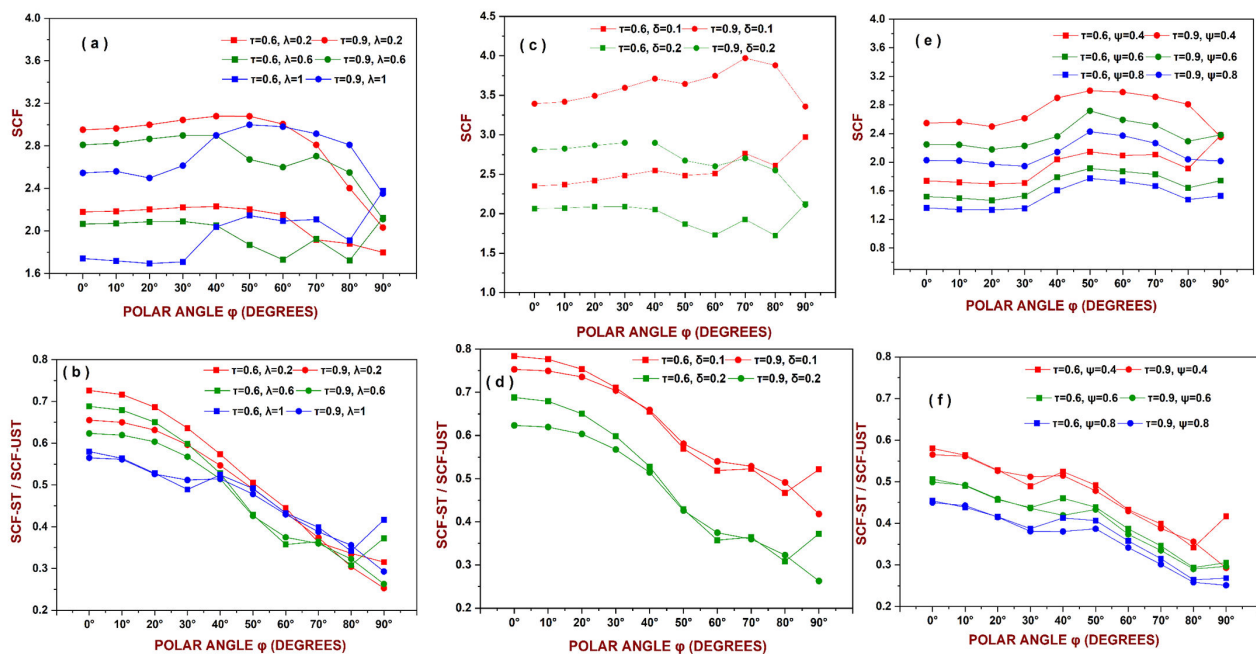 ( a )
τ=0.6, λ=0.2 τ=0.9, λ=0.2
τ=0.6, λ=0.6 τ=0.9, λ=0.6
τ=0.6, λ=1 τ=0.9, λ=1
SCF
4.0
3.6
3.2
2.8
2.4
2.0
1.6
0° 10° 20° 30° 40° 50° 60° 70° 80° 90°
POLAR ANGLE φ (DEGREES)
( c )
τ=0.6, δ=0.1 τ=0.9, δ=0.1
τ=0.6, δ=0.2 τ=0.9, δ=0.2
SCF
4.5
4.0
3.5
3.0
2.5
2.0
1.5
1.0
0° 10° 20° 30° 40° 50° 60° 70° 80° 90°
POLAR ANGLE φ (DEGREES)
( e )
τ=0.6, ψ=0.4 τ=0.9, ψ=0.4
τ=0.6, ψ=0.6 τ=0.9, ψ=0.6
τ=0.6, ψ=0.8 τ=0.9, ψ=0.8
SCF
4.0
3.6
3.2
2.8
2.4
2.0
1.6
1.2
0.8
0° 10° 20° 30° 40° 50° 60° 70° 80° 90°
POLAR ANGLE φ (DEGREES)
( b )
τ=0.6, λ=0.2 τ=0.9, λ=0.2
τ=0.6, λ=0.6 τ=0.9, λ=0.6
τ=0.6, λ=1 τ=0.9, λ=1
SCF-ST / SCF-UST
0.8
0.7
0.6
0.5
0.4
0.3
0.2
0° 10° 20° 30° 40° 50° 60° 70° 80° 90°
POLAR ANGLE φ (DEGREES)
( d )
τ=0.6, δ=0.1 τ=0.9, δ=0.1
τ=0.6, δ=0.2 τ=0.9, δ=0.2
SCF-ST / SCF-UST
0.8
0.7
0.6
0.5
0.4
0.3
0.2
0° 10° 20° 30° 40° 50° 60° 70° 80° 90°
POLAR ANGLE φ (DEGREES)
( f )
τ=0.6, ψ=0.4 τ=0.9, ψ=0.4
τ=0.6, ψ=0.6 τ=0.9, ψ=0.6
τ=0.6, ψ=0.8 τ=0.9, ψ=0.8
SCF-ST / SCF-UST
0.8
0.7
0.6
0.5
0.4
0.3
0.2
0° 10° 20° 30° 40° 50° 60° 70° 80° 90°
POLAR ANGLE φ (DEGREES)